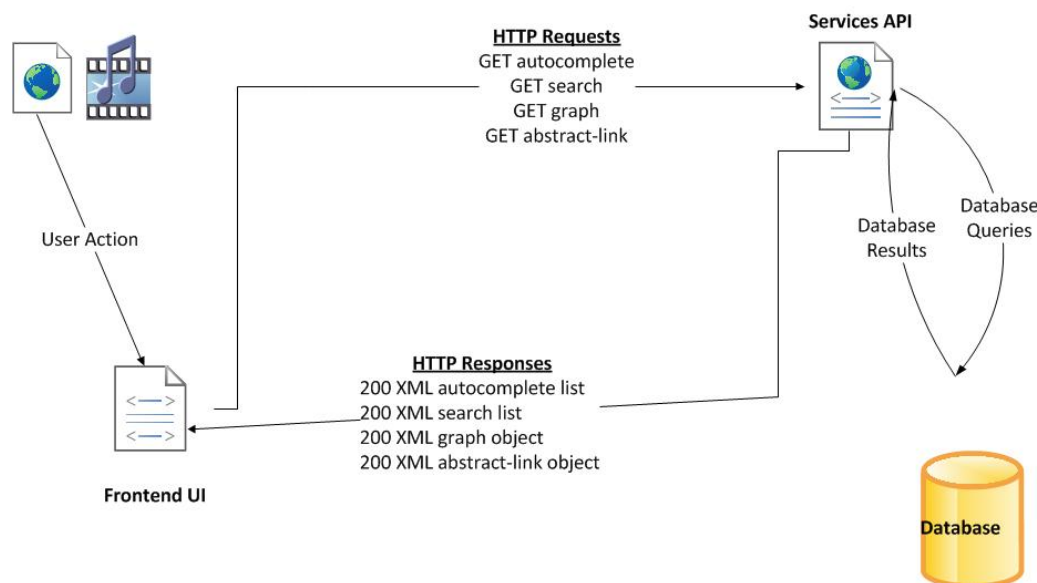 Services API
HTTP Requests
GET autocomplete
GET search
GET graph
GET abstract-link
User Action
Database
Results
Database
Queries
HTTP Responses
200 XML autocomplete list
200 XML search list
200 XML graph object
200 XML abstract-link object
Frontend UI
Database